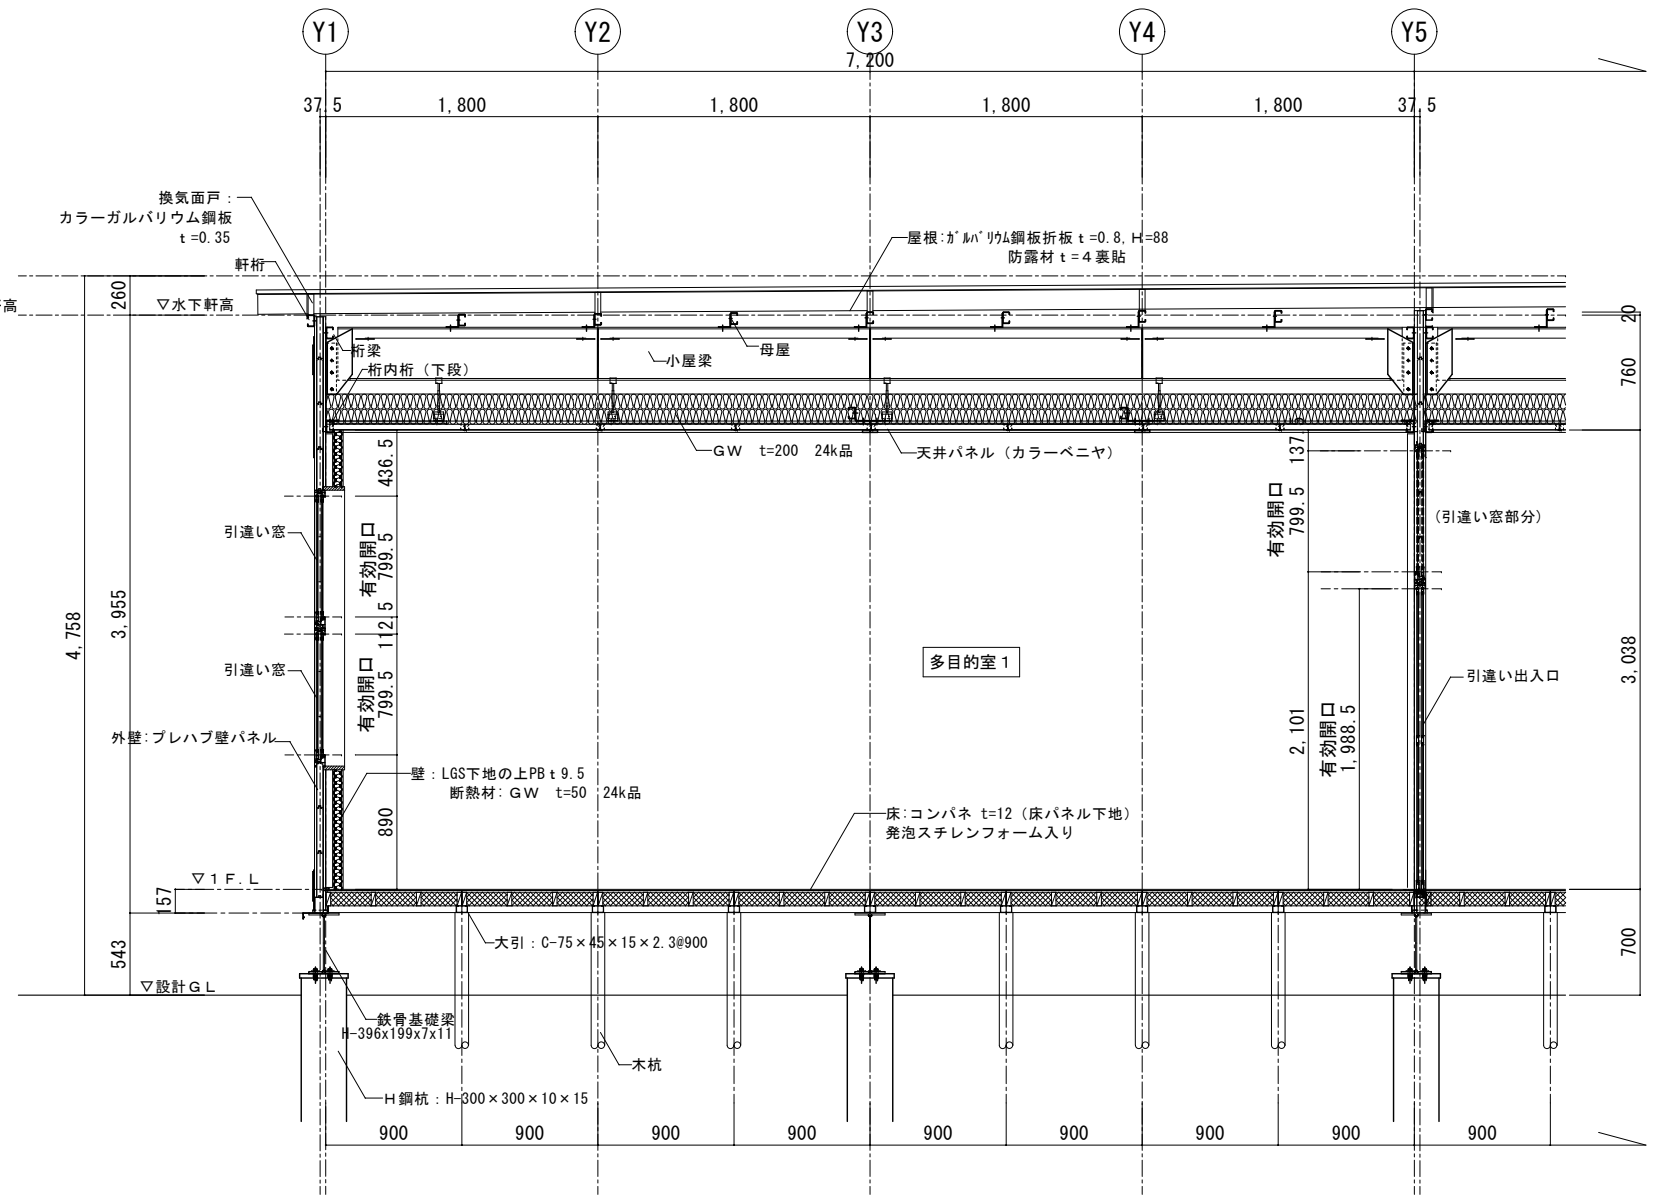 Y1
Y2
Y3
Y4
Y5
7,200
37.5
1,800
1,800
1,800
1,800
37.5
換気面戸：
カラーガルバリウム鋼板
t=0.35
軒桁
屋根:ｶﾞﾙﾊﾞﾘｳﾑ鋼板折板 t=0.8, H=88
防露材 t=4裏貼
260
高
▽水下軒高
20
桁梁
小屋梁
母屋
桁内桁（下段）
760
GW t=200 24k品
天井パネル（カラーベニヤ）
436.5
137.
引違い窓
有効開口
799.5
有効開口
799.5
(引違い窓部分)
4,758
3,955
112.5
多目的室1
3,038
引違い窓
有効開口
799.5
引違い出入口
外壁:プレハブ壁パネル
2,101
有効開口
1,988.5
壁：LGS下地の上PBｔ9.5
断熱材：GW t=50 24k品
890
床:コンパネ t=12（床パネル下地）
発泡スチレンフォーム入り
▽1F.L
157
大引：C-75×45×15×2.3@900
543
700
▽設計GL
鉄骨基礎梁
H-396x199x7x11
木杭
H鋼杭：H-300×300×10×15
900
900
900
900
900
900
900
900
900